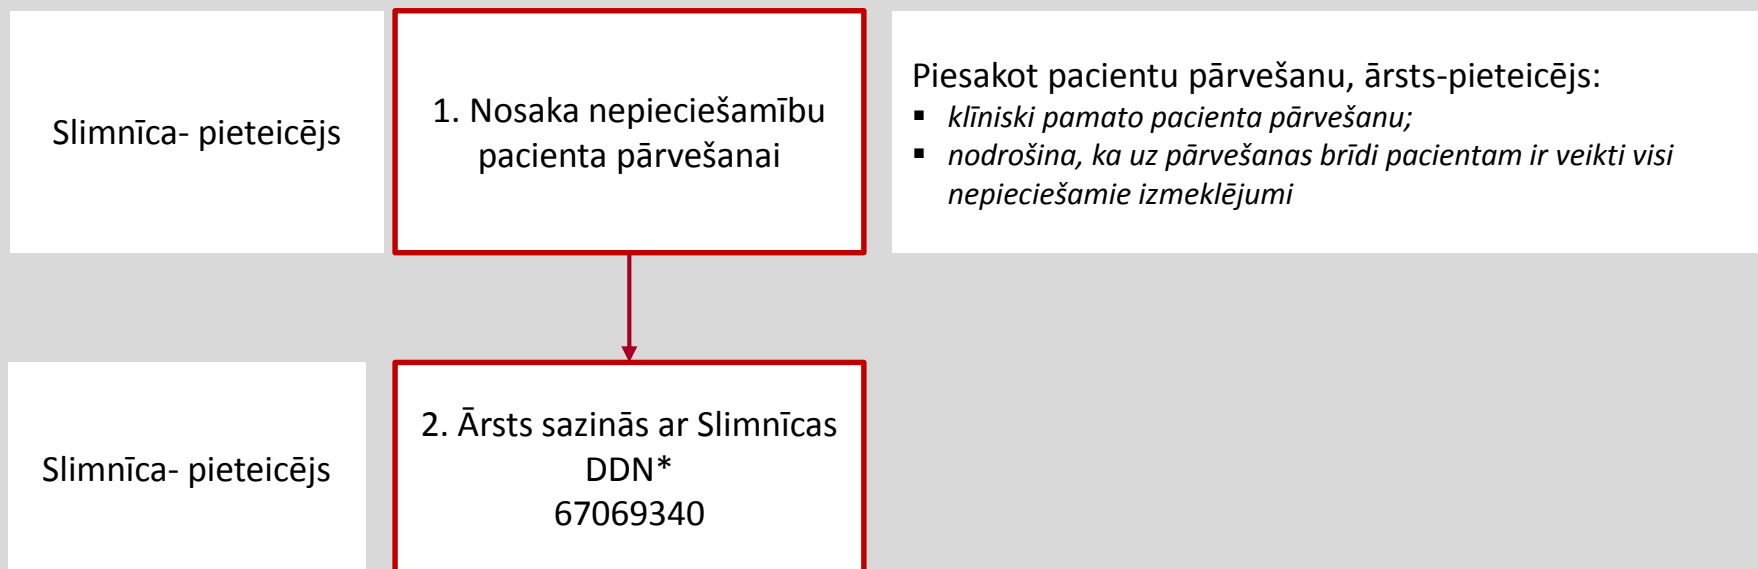 Slimnīca- pieteicējs
1. Nosaka nepieciešamību
pacienta pārvešanai
Piesakot pacientu pārvešanu, ārsts-pieteicējs:
▪ klīniski pamato pacienta pārvešanu;
▪ nodrošina, ka uz pārvešanas brīdi pacientam ir veikti visi
nepieciešamie izmeklējumi
Slimnīca- pieteicējs
2. Ārsts sazinās ar Slimnīcas
DDN*
67069340